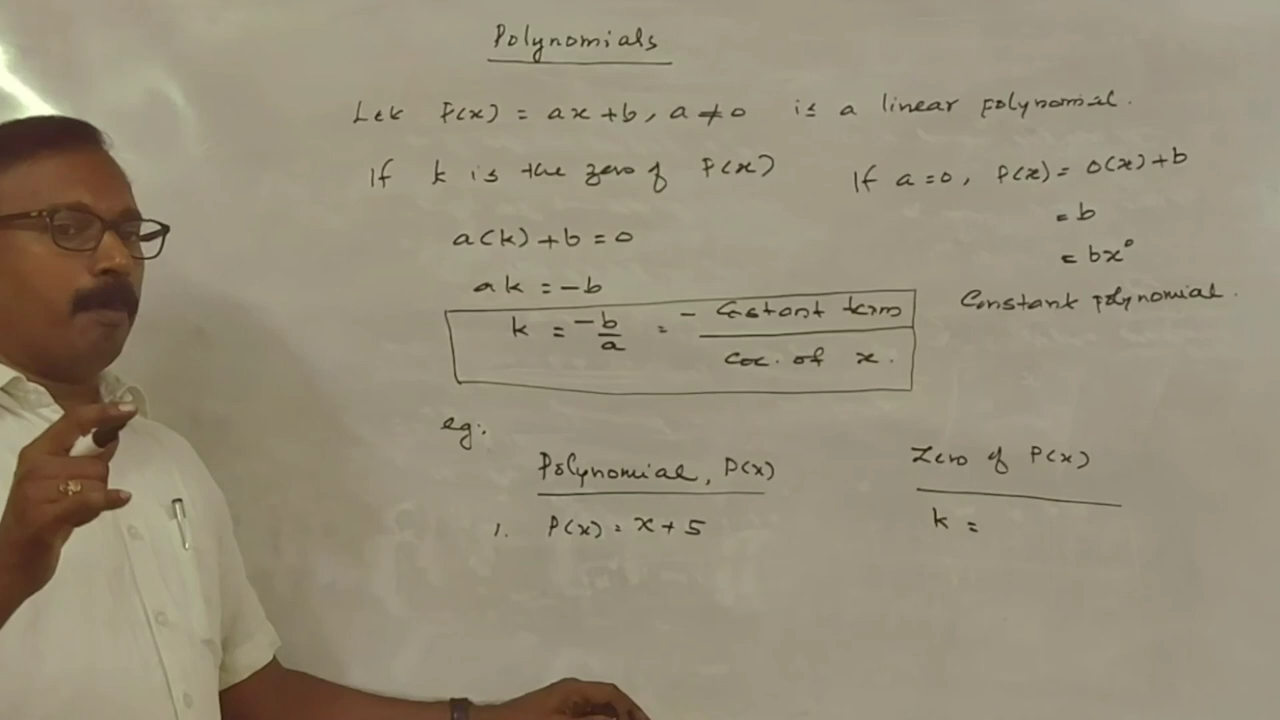 Polynomials
Let P(x) = ax + b, a ≠ 0 is a linear polynomial.
If k is the zero of P(x)
a(k) + b = 0
ak = -b
k = -b/a = - Constant term / Coe. of x.
If a = 0, P(x) = 0(x) + b
= b
= bx⁰
Constant polynomial.
eg:.
Polynomial, P(x) Zero of P(x)
1. P(x) = x + 5 k =